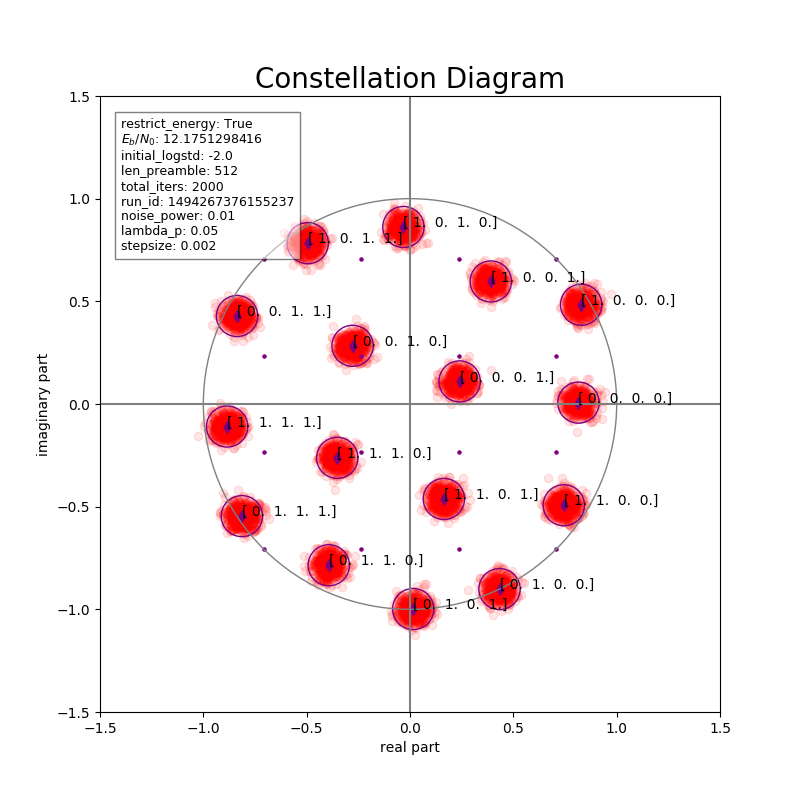 Constellation Diagram
1.5
restrict_energy: True
E_b/N_0: 12.1751298416
initial_logstd: -2.0
len_preamble: 512
total_iters: 2000
run_id: 1494267376155237
noise_power: 0.01
lambda_p: 0.05
stepsize: 0.002
1.0
[ 1. 0. 1. 0.]
[ 1. 0. 1. 1.]
[ 1. 0. 0. 1.]
0.5
[ 1. 0. 0. 0.]
[ 0. 0. 1. 1.]
[ 0. 0. 1. 0.]
[ 0. 0. 0. 1.]
imaginary part
0.0
[ 0. 0. 0. 0.]
[ 1. 1. 1. 1.]
[ 1. 1. 1. 0.]
[ 1. 1. 0. 1.]
−0.5
[ 1. 1. 0. 0.]
[ 0. 1. 1. 1.]
[ 0. 1. 1. 0.]
[ 0. 1. 0. 0.]
−1.0
[ 0. 1. 0. 1.]
−1.5
−1.5 −1.0 −0.5 0.0 0.5 1.0 1.5
real part